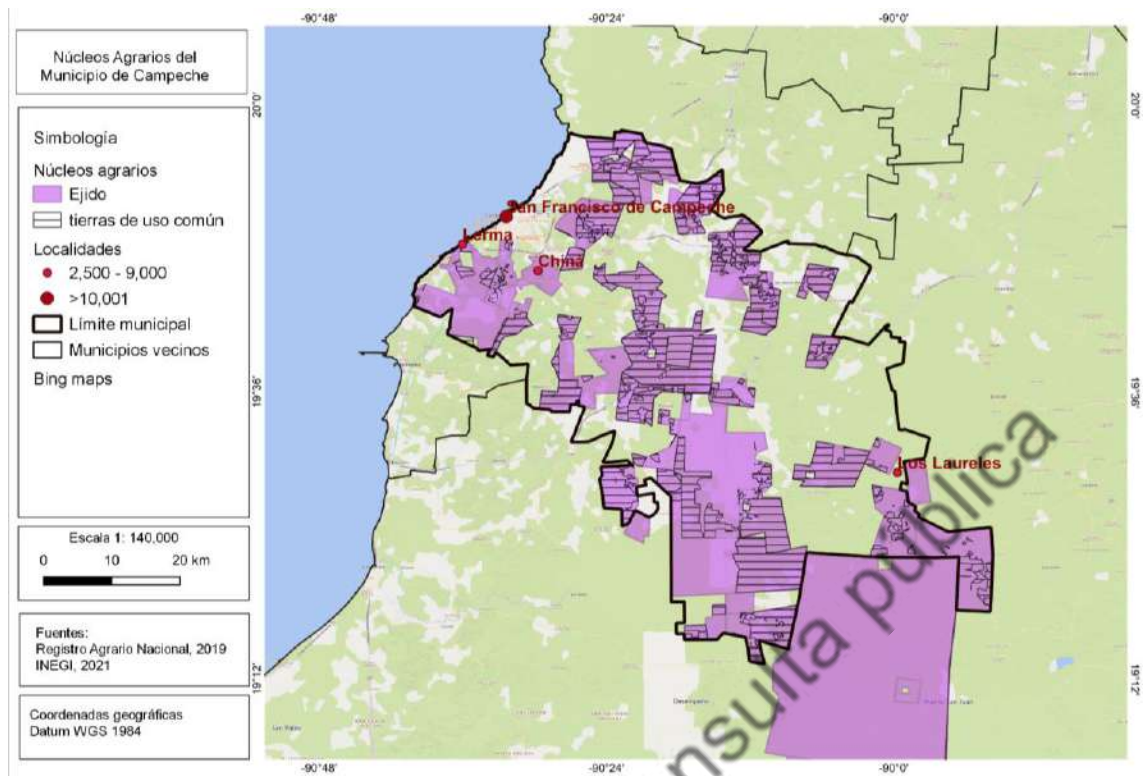 Núcleos Agrarios del
Municipio de Campeche
Simbología
Núcleos agrarios
Ejido
tierras de uso común
Localidades
2,500 - 9,000
>10,001
Límite municipal
Municipios vecinos
Bing maps
Escala 1: 140,000
0 10 20 km
Fuentes:
Registro Agrario Nacional, 2019
INEGI, 2021
Coordenadas geográficas
Datum WGS 1984
-90°48' -90°24' -90°0'
20°0' 20°0'
San Francisco de Campeche
Lerma
China
19°36' 19°36'
Los Laureles
19°12' 19°12'
-90°48' -90°24' -90°0'
nsulta pública